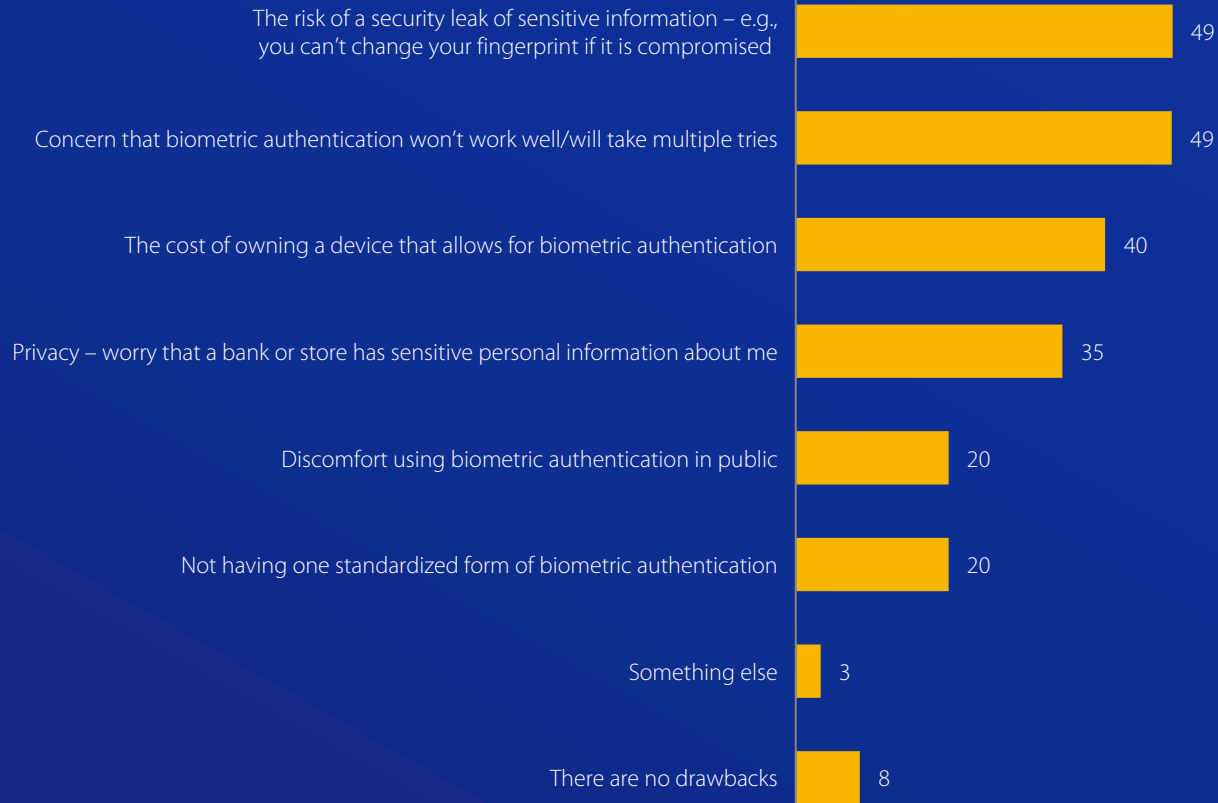 The risk of a security leak of sensitive information – e.g.,
you can’t change your fingerprint if it is compromised
49
Concern that biometric authentication won’t work well/will take multiple tries
49
The cost of owning a device that allows for biometric authentication
40
Privacy – worry that a bank or store has sensitive personal information about me
35
Discomfort using biometric authentication in public
20
Not having one standardized form of biometric authentication
20
Something else
3
There are no drawbacks
8